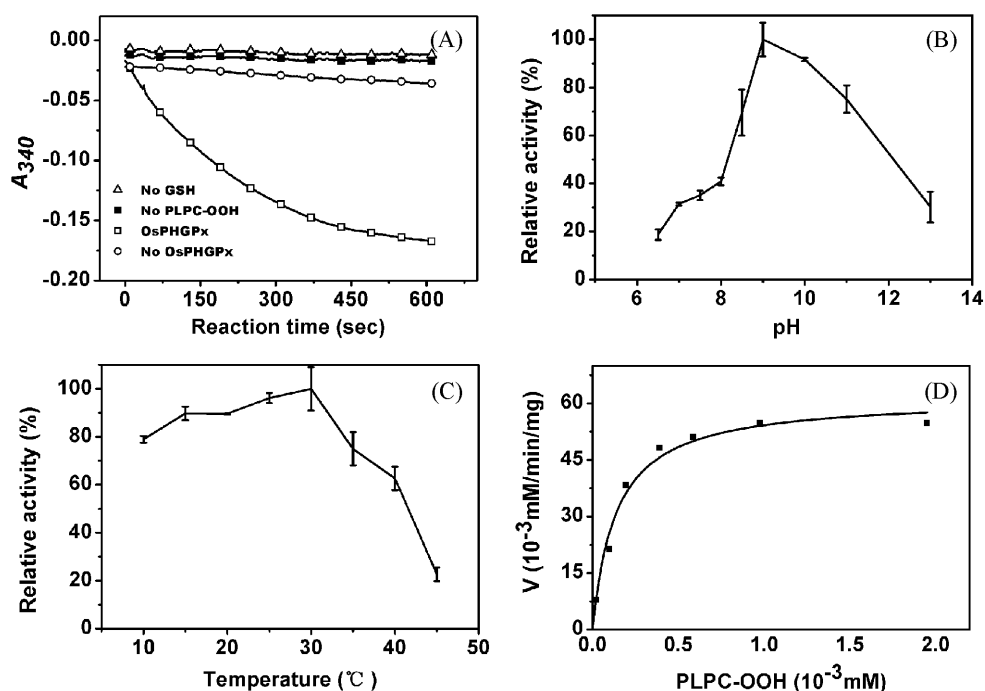 (A)
0.00
-0.05
-0.10
-0.15
-0.20
A340
No GSH
No PLPC-OOH
OsPHGPx
No OsPHGPx
0 150 300 450 600
Reaction time (sec)
(B)
100
80
60
40
20
0
Relative activity (%)
6 8 10 12 14
pH
(C)
100
80
60
40
20
0
Relative activity (%)
10 15 20 25 30 35 40 45 50
Temperature (℃)
(D)
60
45
30
15
0
V (10-3mM/min/mg)
0.0 0.5 1.0 1.5 2.0
PLPC-OOH (10-3mM)